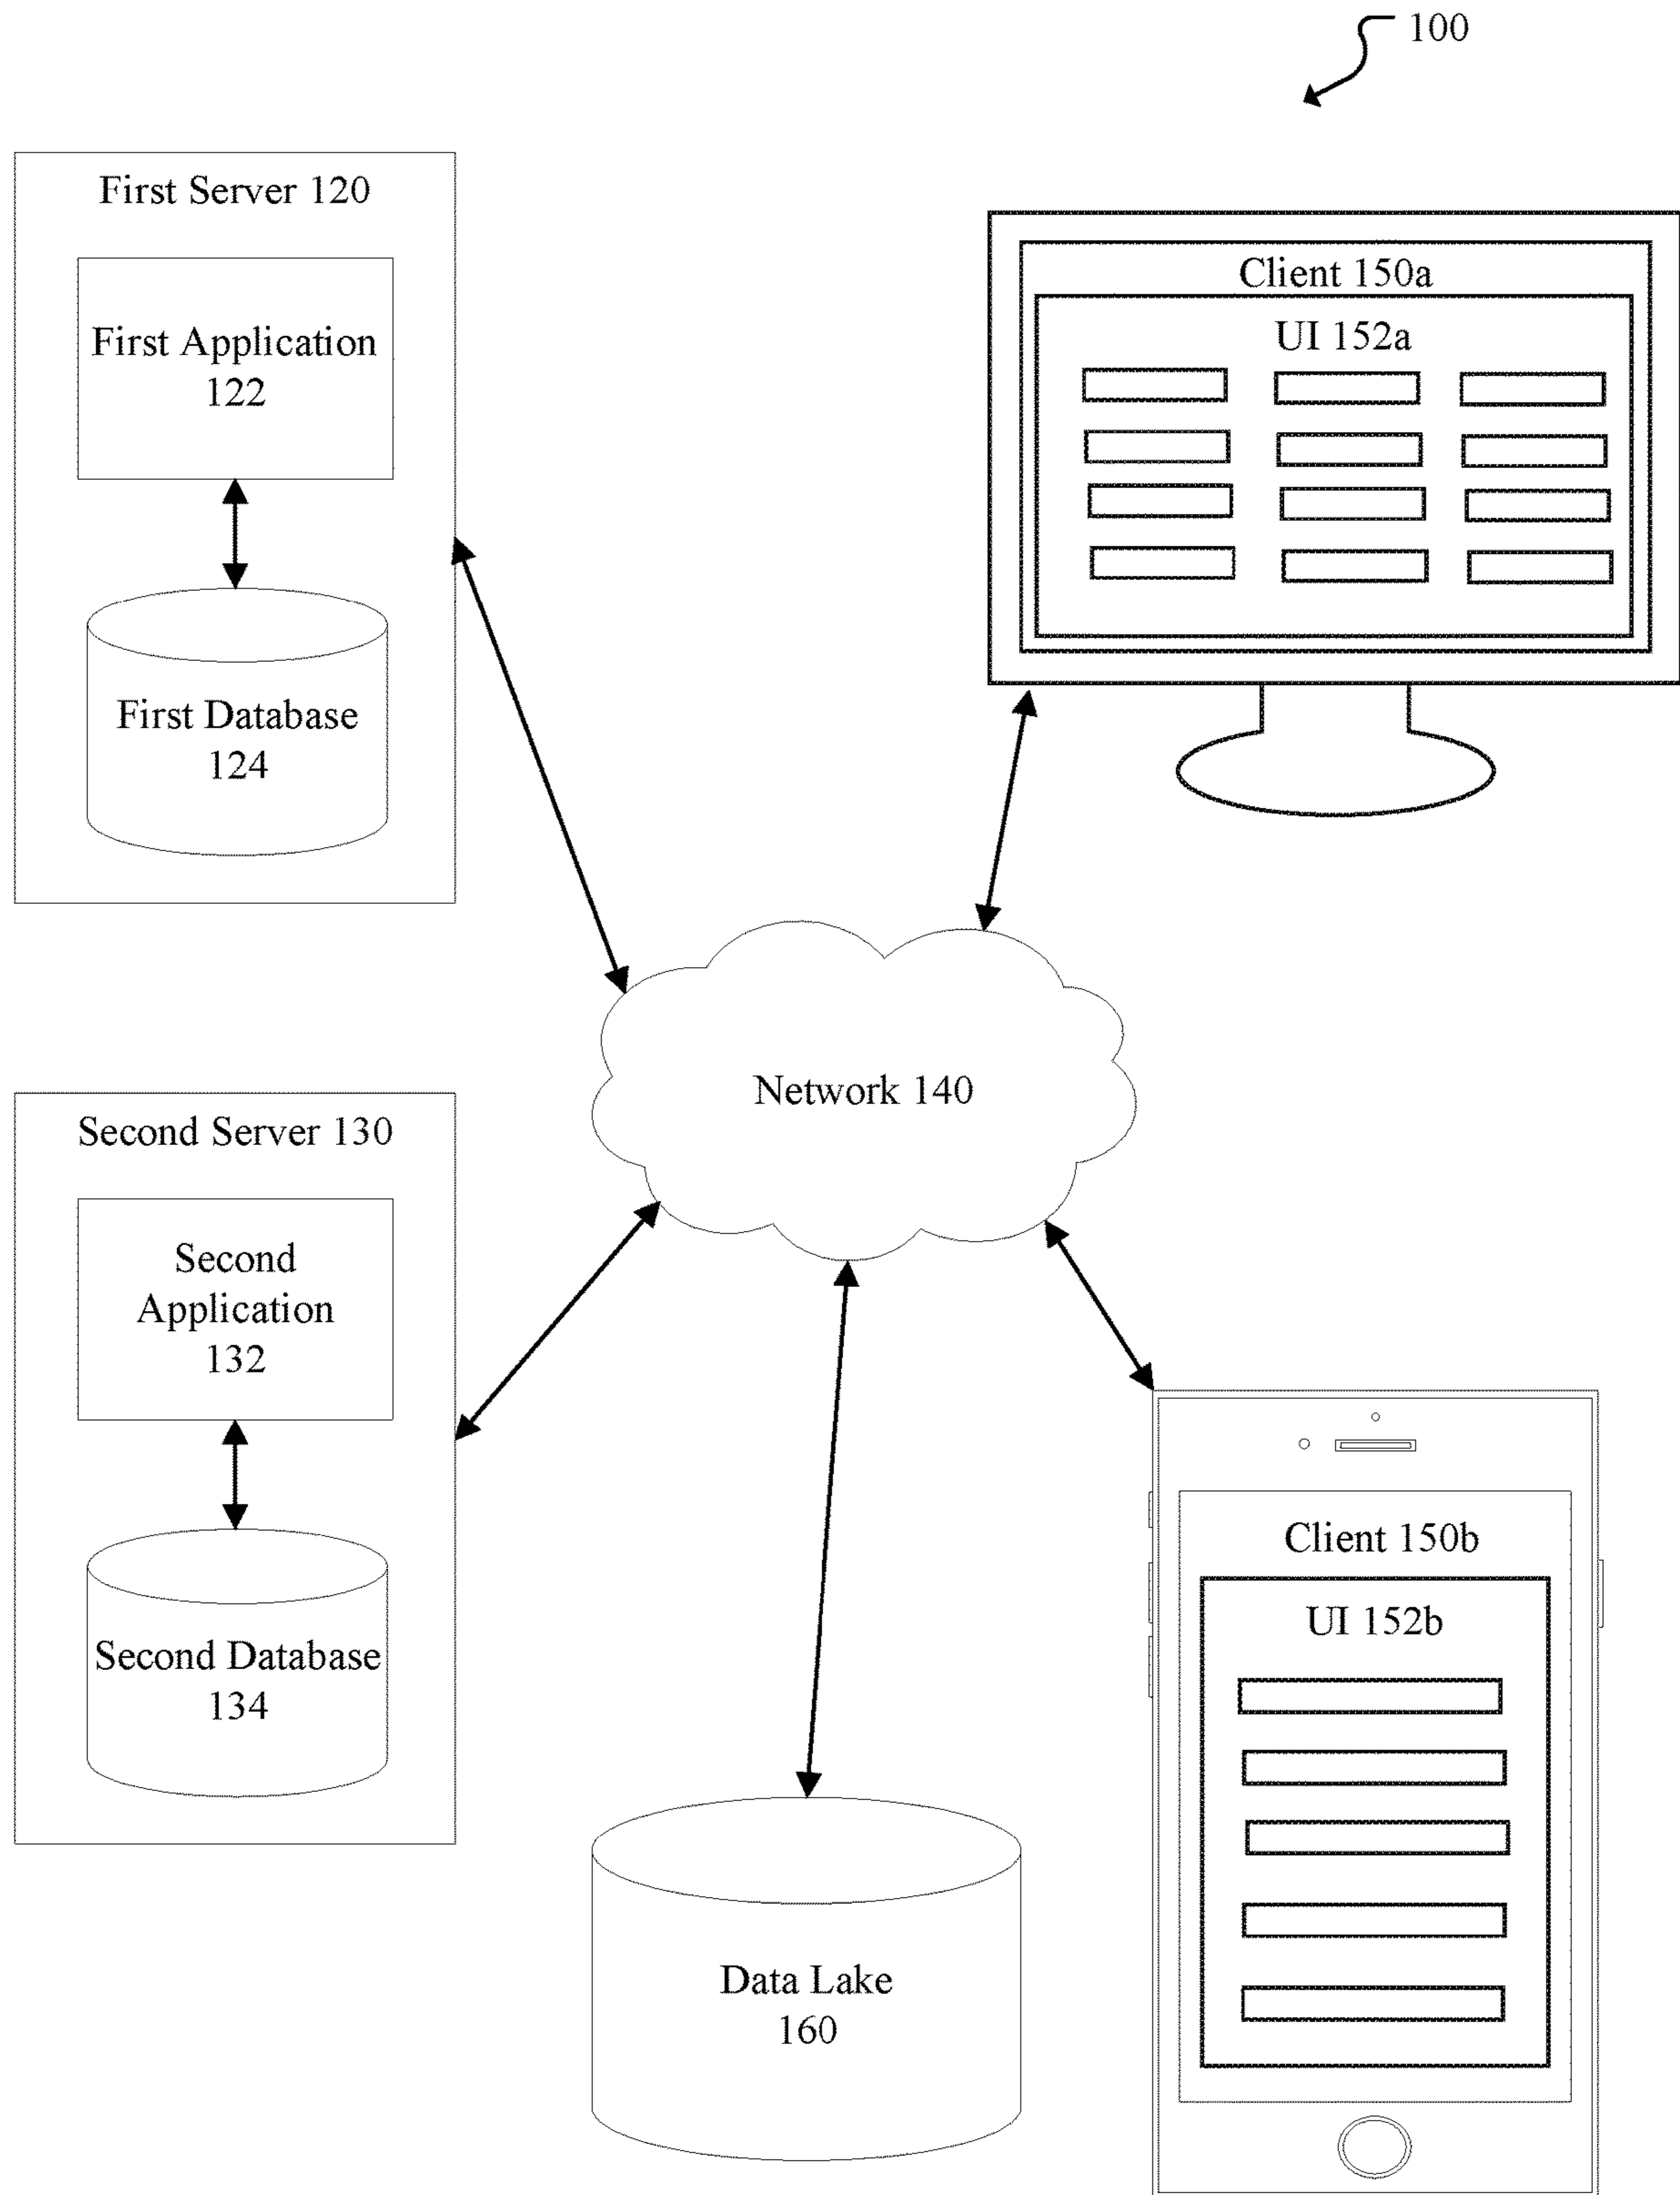 100
First Server 120
First Application
122
First Database
124
Client 150a
UI 152a
Network 140
Second Server 130
Second
Application
132
Second Database
134
Data Lake
160
Client 150b
UI 152b